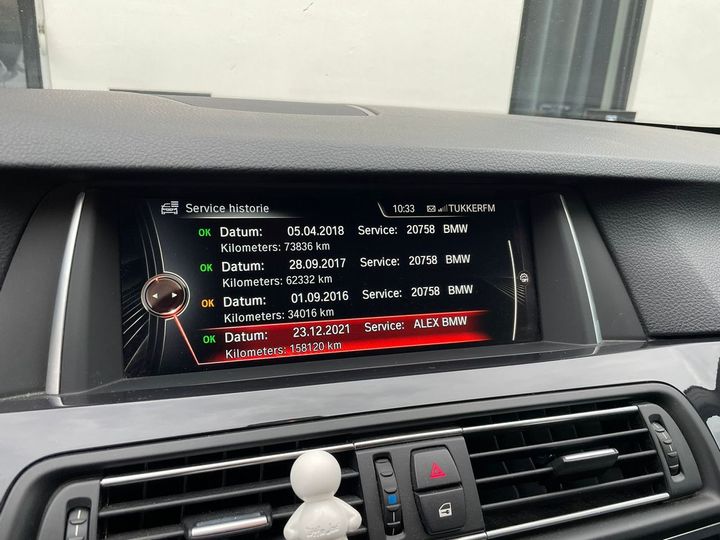 Service historie
10:33 TUKKERFM
OK Datum: 05.04.2018 Service: 20758 BMW
Kilometers: 73836 km
OK Datum: 28.09.2017 Service: 20758 BMW
Kilometers: 62332 km
OK Datum: 01.09.2016 Service: 20758 BMW
Kilometers: 34016 km
OK Datum: 23.12.2021 Service: ALEX BMW
Kilometers: 158120 km